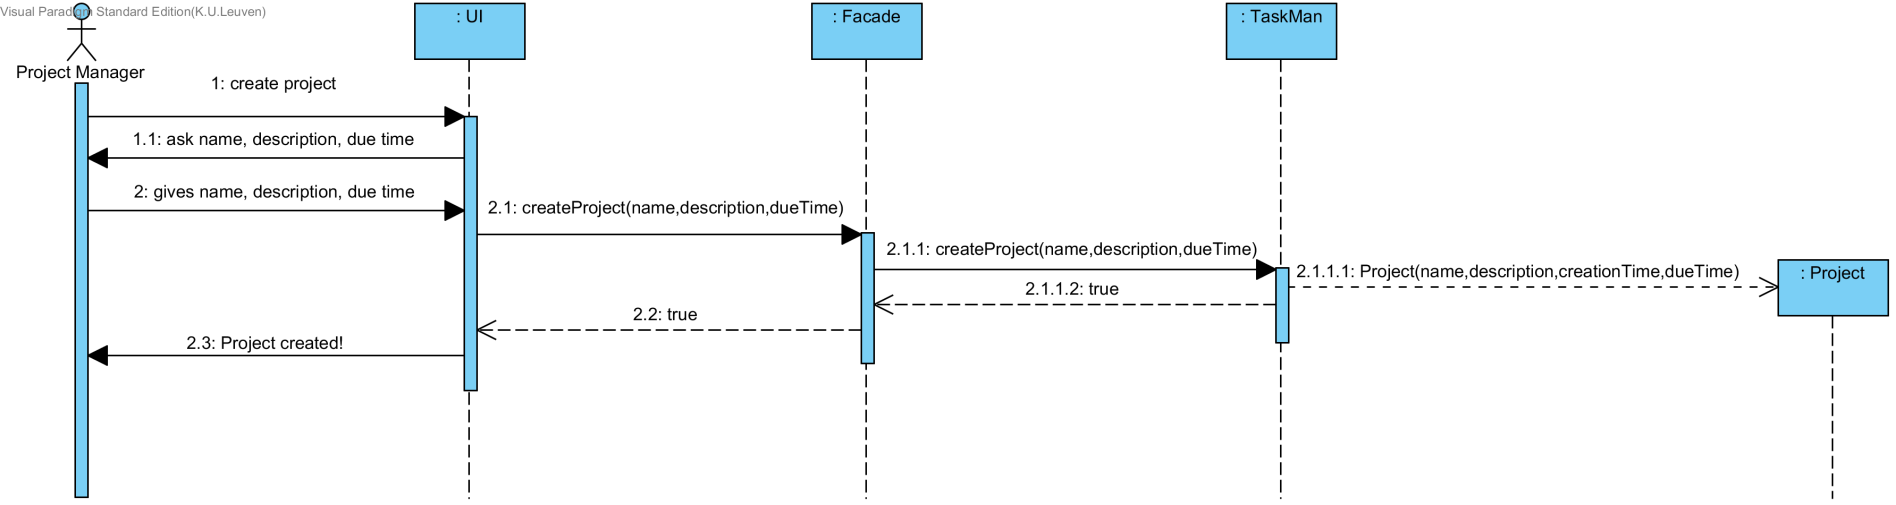 Visual Paradigm Standard Edition(K.U.Leuven)
: UI
: Facade
: TaskMan
Project Manager
1: create project
1.1: ask name, description, due time
2: gives name, description, due time
2.1: createProject(name,description,dueTime)
2.1.1: createProject(name,description,dueTime)
2.1.1.1: Project(name,description,creationTime,dueTime)
: Project
2.1.1.2: true
2.2: true
2.3: Project created!